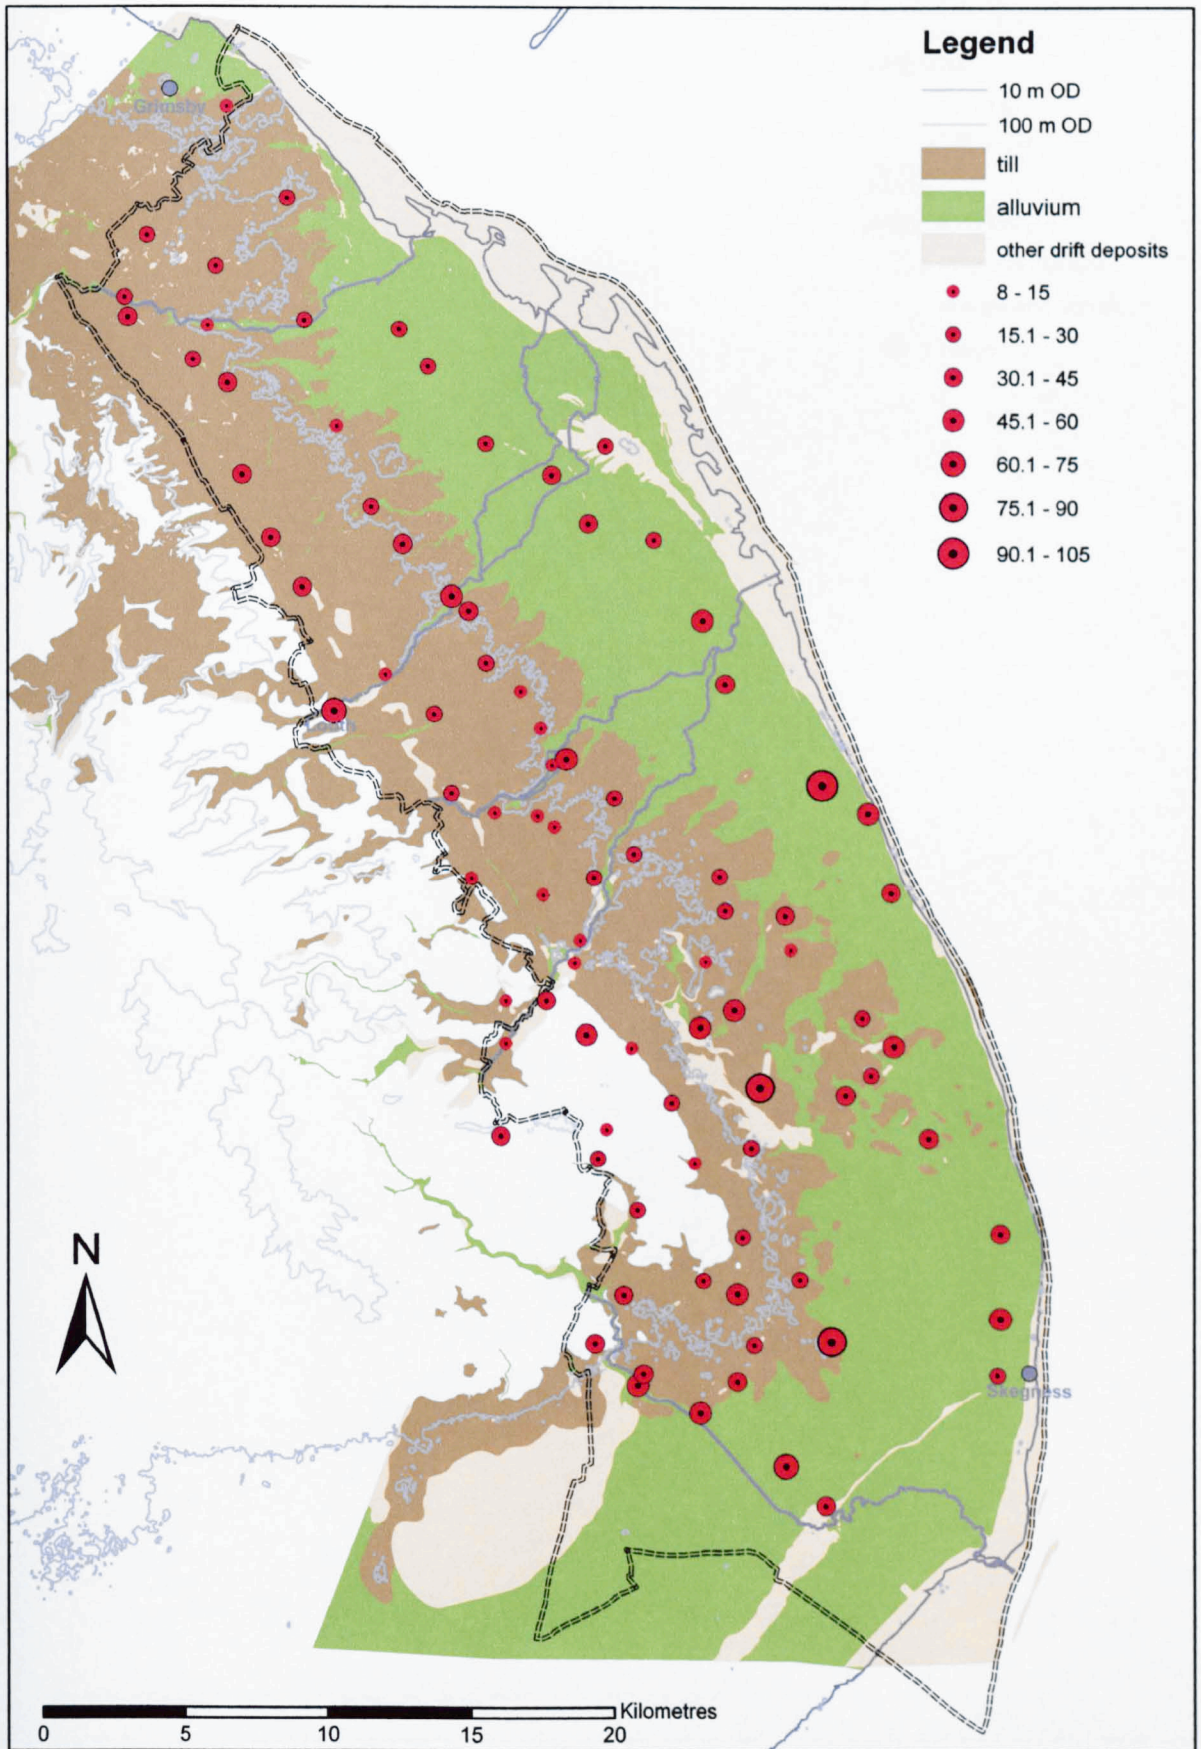 Legend
10 m OD
100 m OD
till
alluvium
other drift deposits
8 - 15
15.1 - 30
30.1 - 45
45.1 - 60
60.1 - 75
75.1 - 90
90.1 - 105
Grimsby
Louth
Skegness
N
Kilometres
0 5 10 15 20